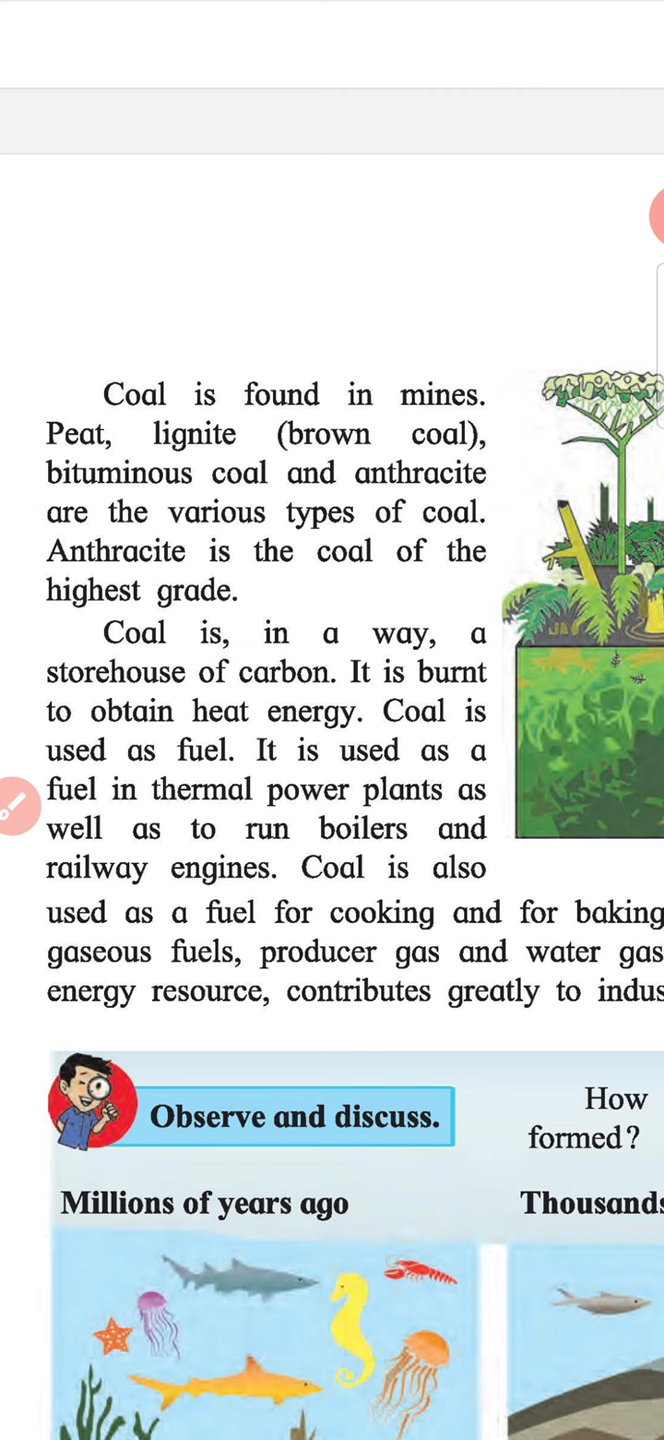 Coal is found in mines.
Peat, lignite (brown coal),
bituminous coal and anthracite
are the various types of coal.
Anthracite is the coal of the
highest grade.
Coal is, in a way, a
storehouse of carbon. It is burnt
to obtain heat energy. Coal is
used as fuel. It is used as a
fuel in thermal power plants as
well as to run boilers and
railway engines. Coal is also
used as a fuel for cooking and for baking
gaseous fuels, producer gas and water gas
energy resource, contributes greatly to indus
Observe and discuss.
How
formed?
Millions of years ago
Thousands